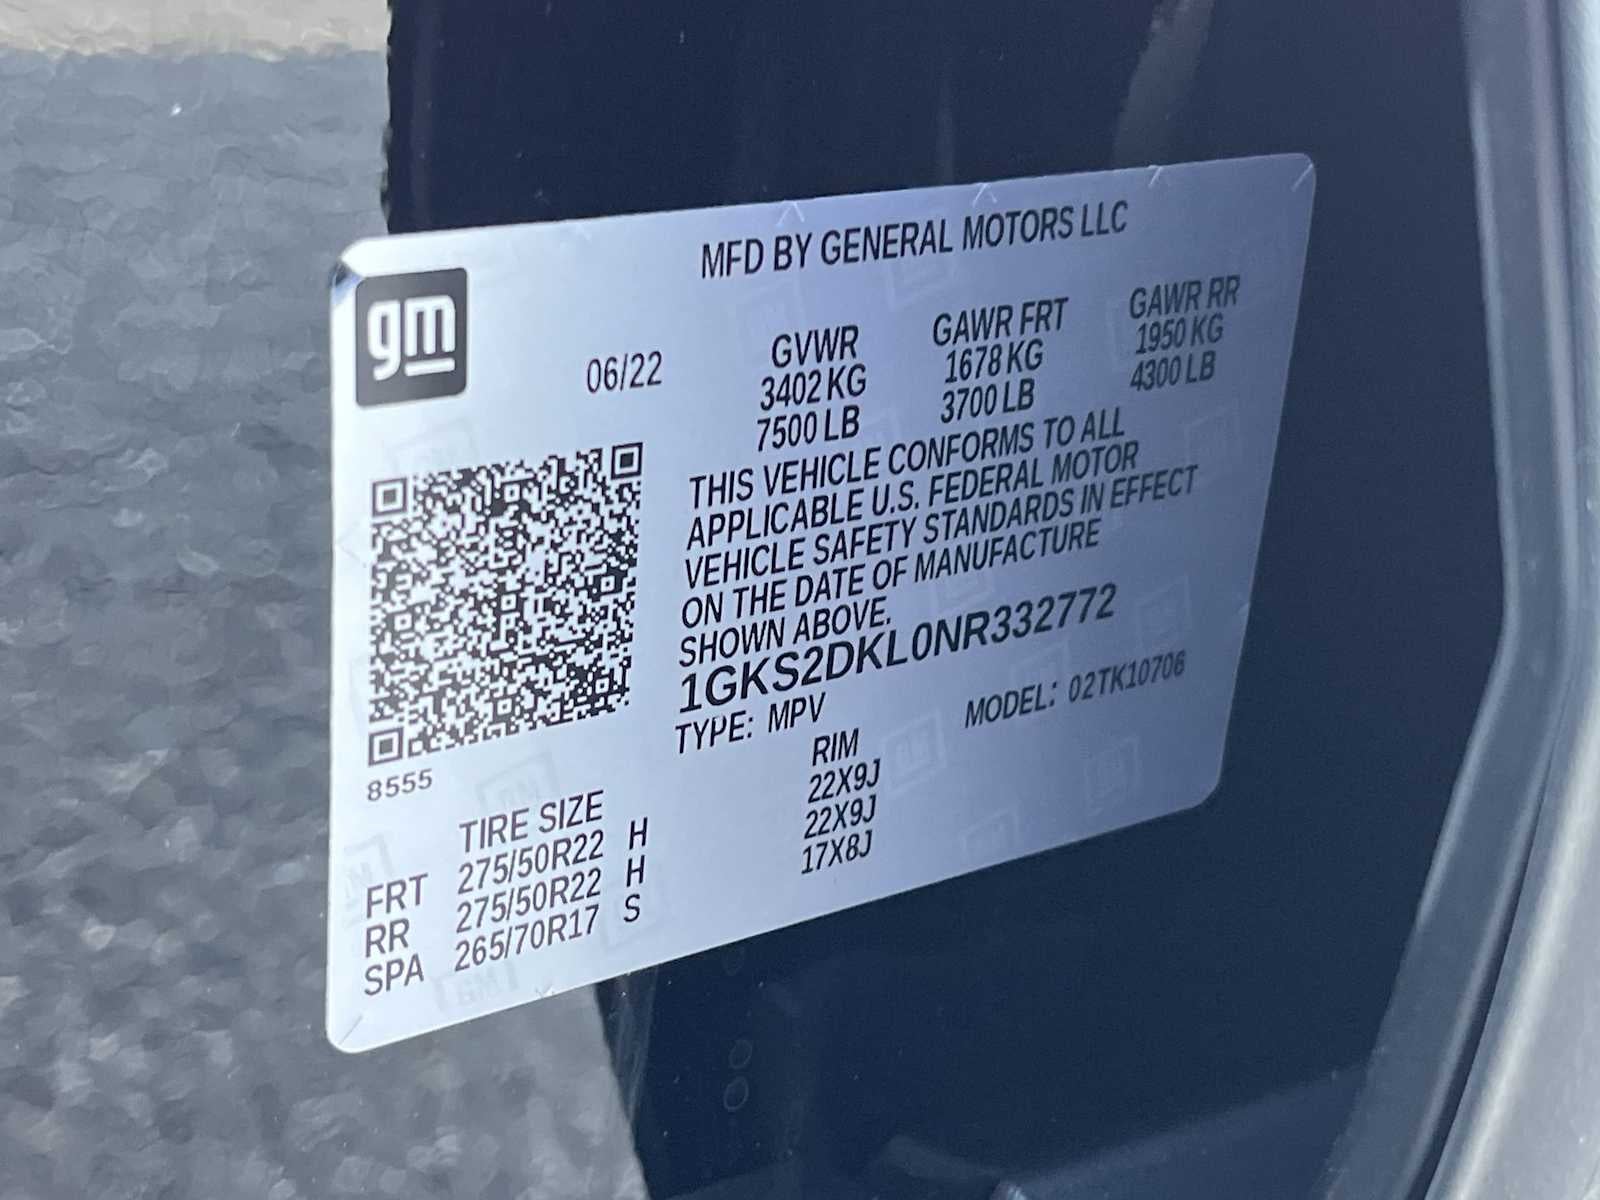 MFD BY GENERAL MOTORS LLC
gm
06/22
GVWR GAWR FRT GAWR RR
3402 KG 1678 KG 1950 KG
7500 LB 3700 LB 4300 LB
THIS VEHICLE CONFORMS TO ALL
APPLICABLE U.S. FEDERAL MOTOR
VEHICLE SAFETY STANDARDS IN EFFECT
ON THE DATE OF MANUFACTURE
SHOWN ABOVE.
1GKS2DKL0NR332772
TYPE: MPV MODEL: 02TK10706
8555
TIRE SIZE RIM
FRT 275/50R22 H 22X9J
RR 275/50R22 H 22X9J
SPA 265/70R17 S 17X8J